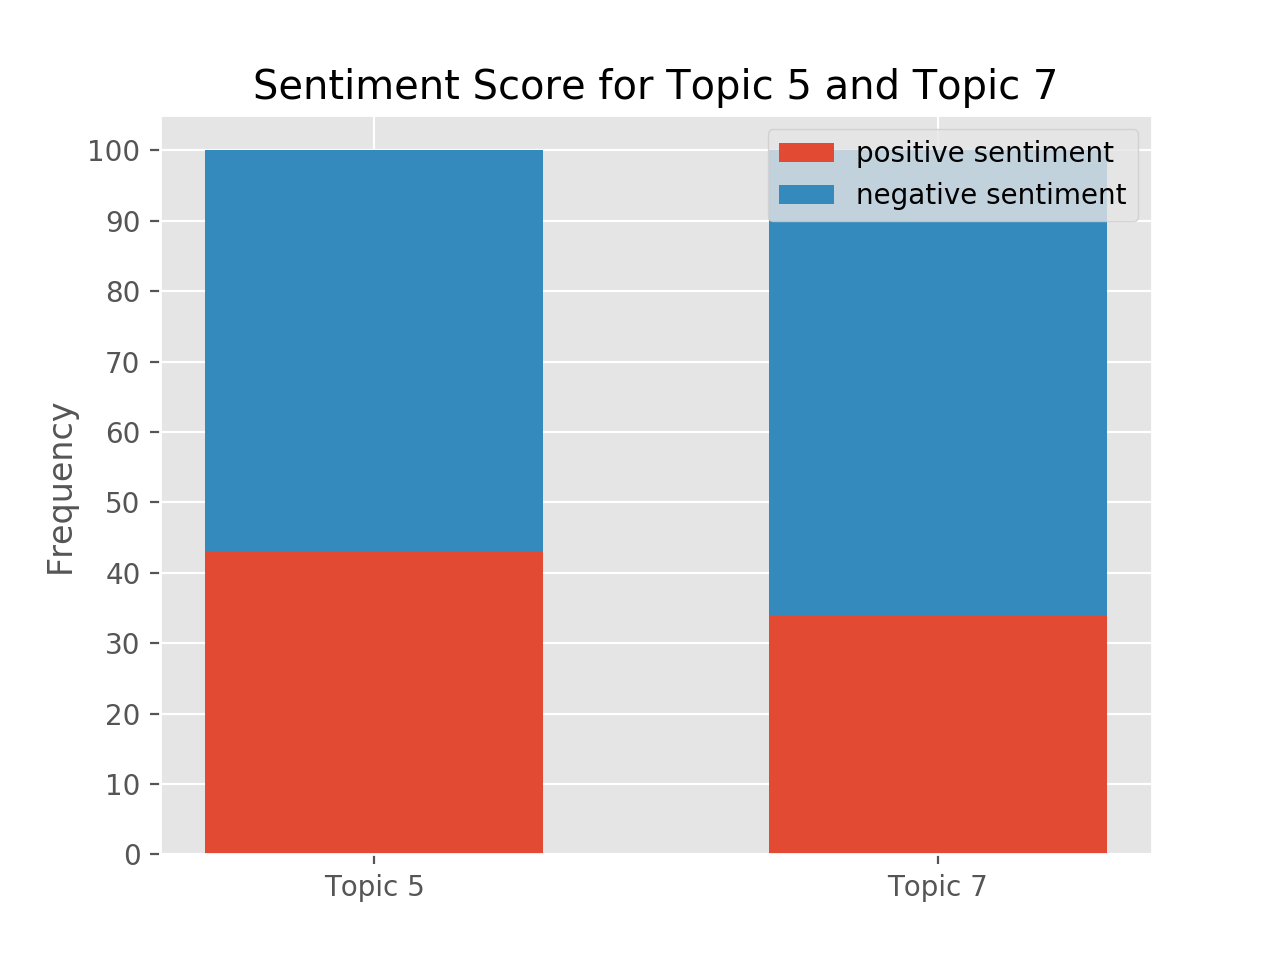 Sentiment Score for Topic 5 and Topic 7
positive sentiment
negative sentiment
Frequency
100
90
80
70
60
50
40
30
20
10
0
Topic 5
Topic 7